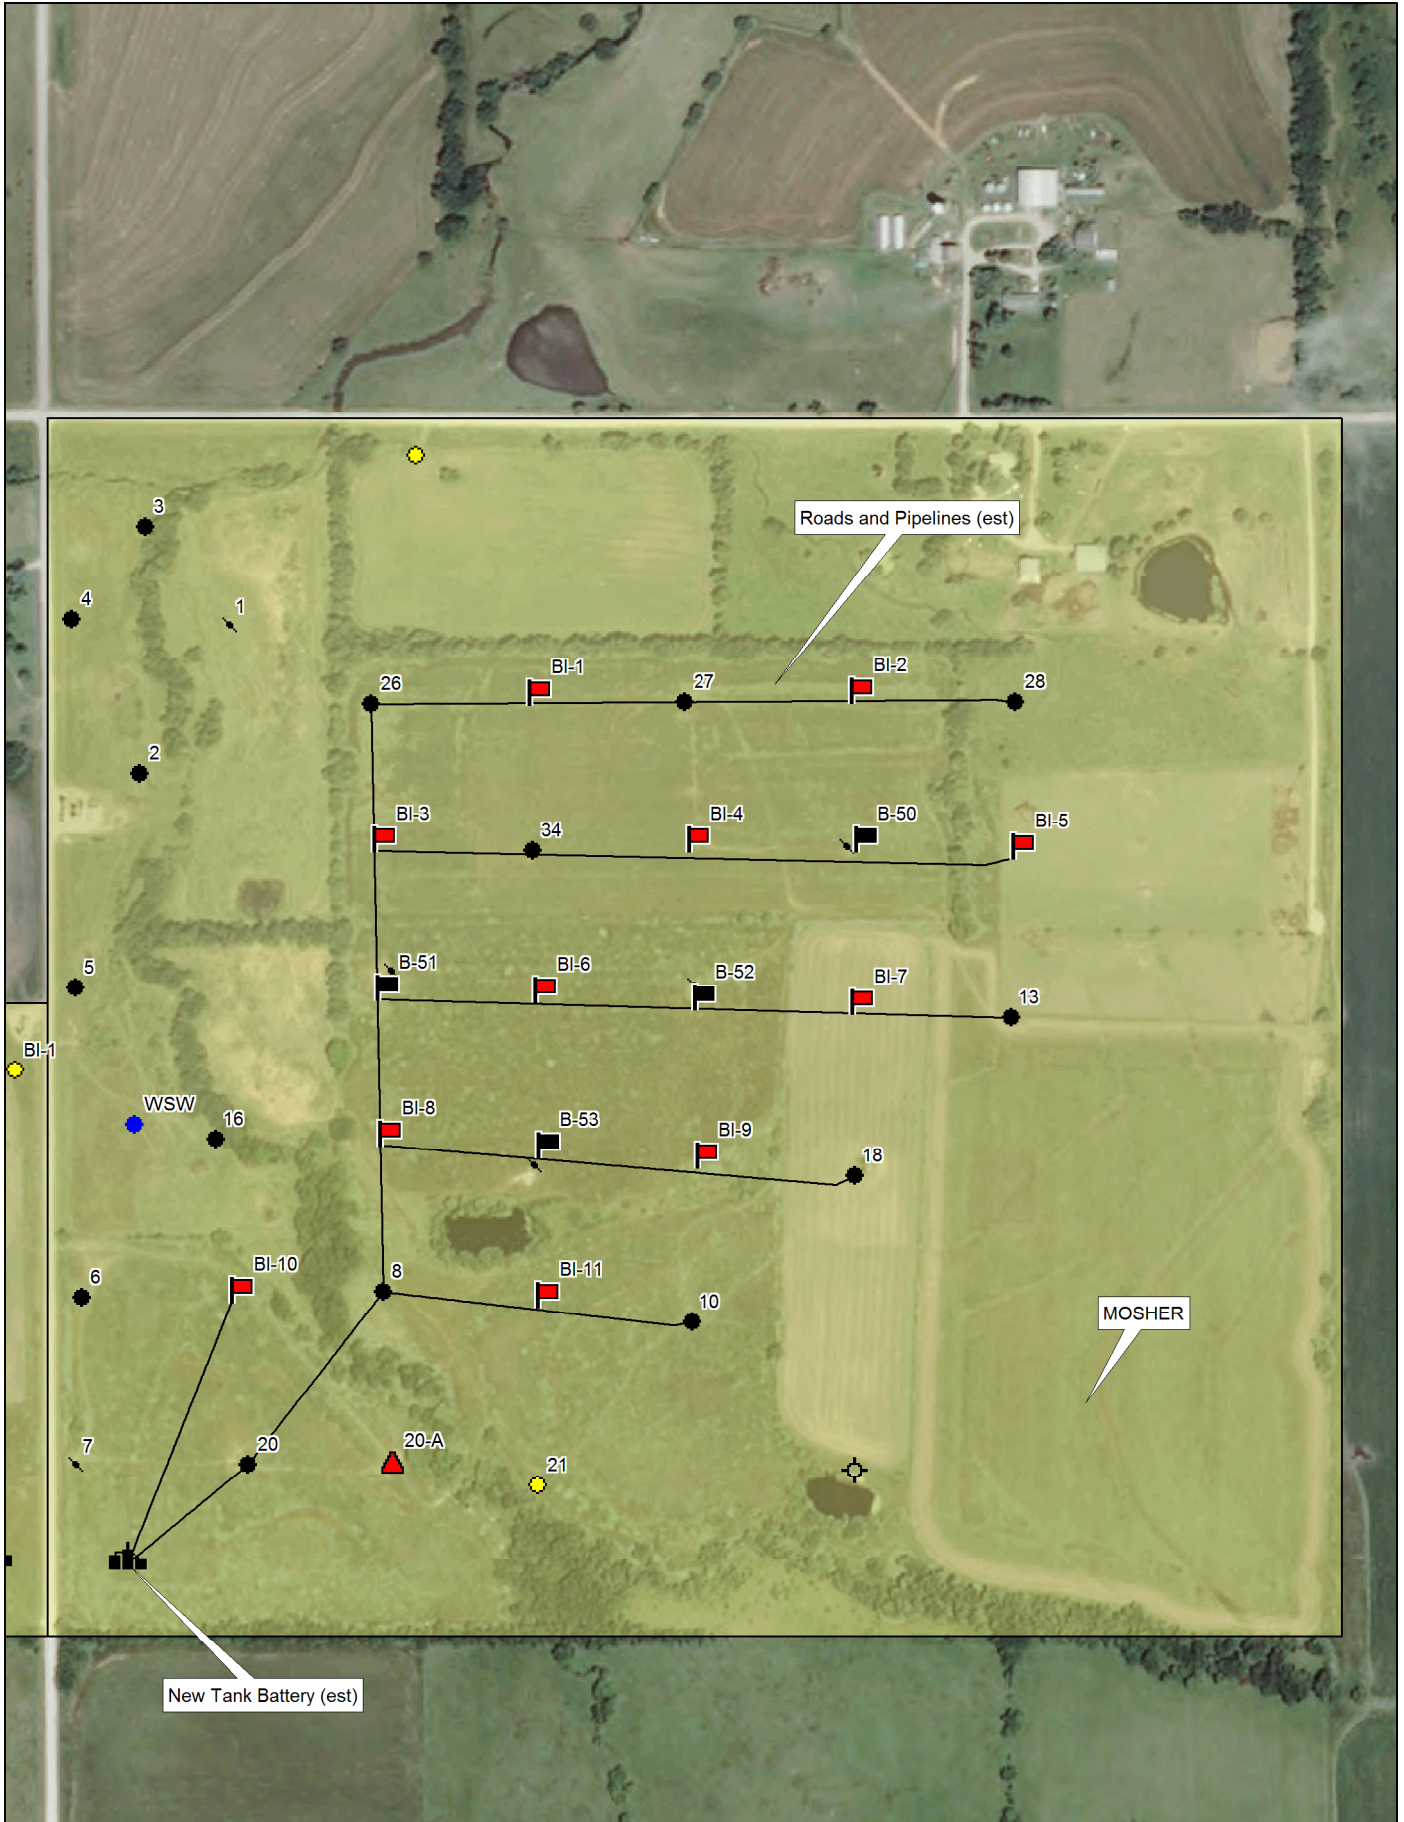 3
Roads and Pipelines (est)
4
1
BI-1
BI-2
26
27
28
2
BI-3
34
BI-4
B-50
BI-5
B-51
BI-6
B-52
BI-7
5
13
BI-1
WSW
16
BI-8
B-53
BI-9
18
6
BI-10
8
BI-11
10
MOSHER
7
20
20-A
21
New Tank Battery (est)